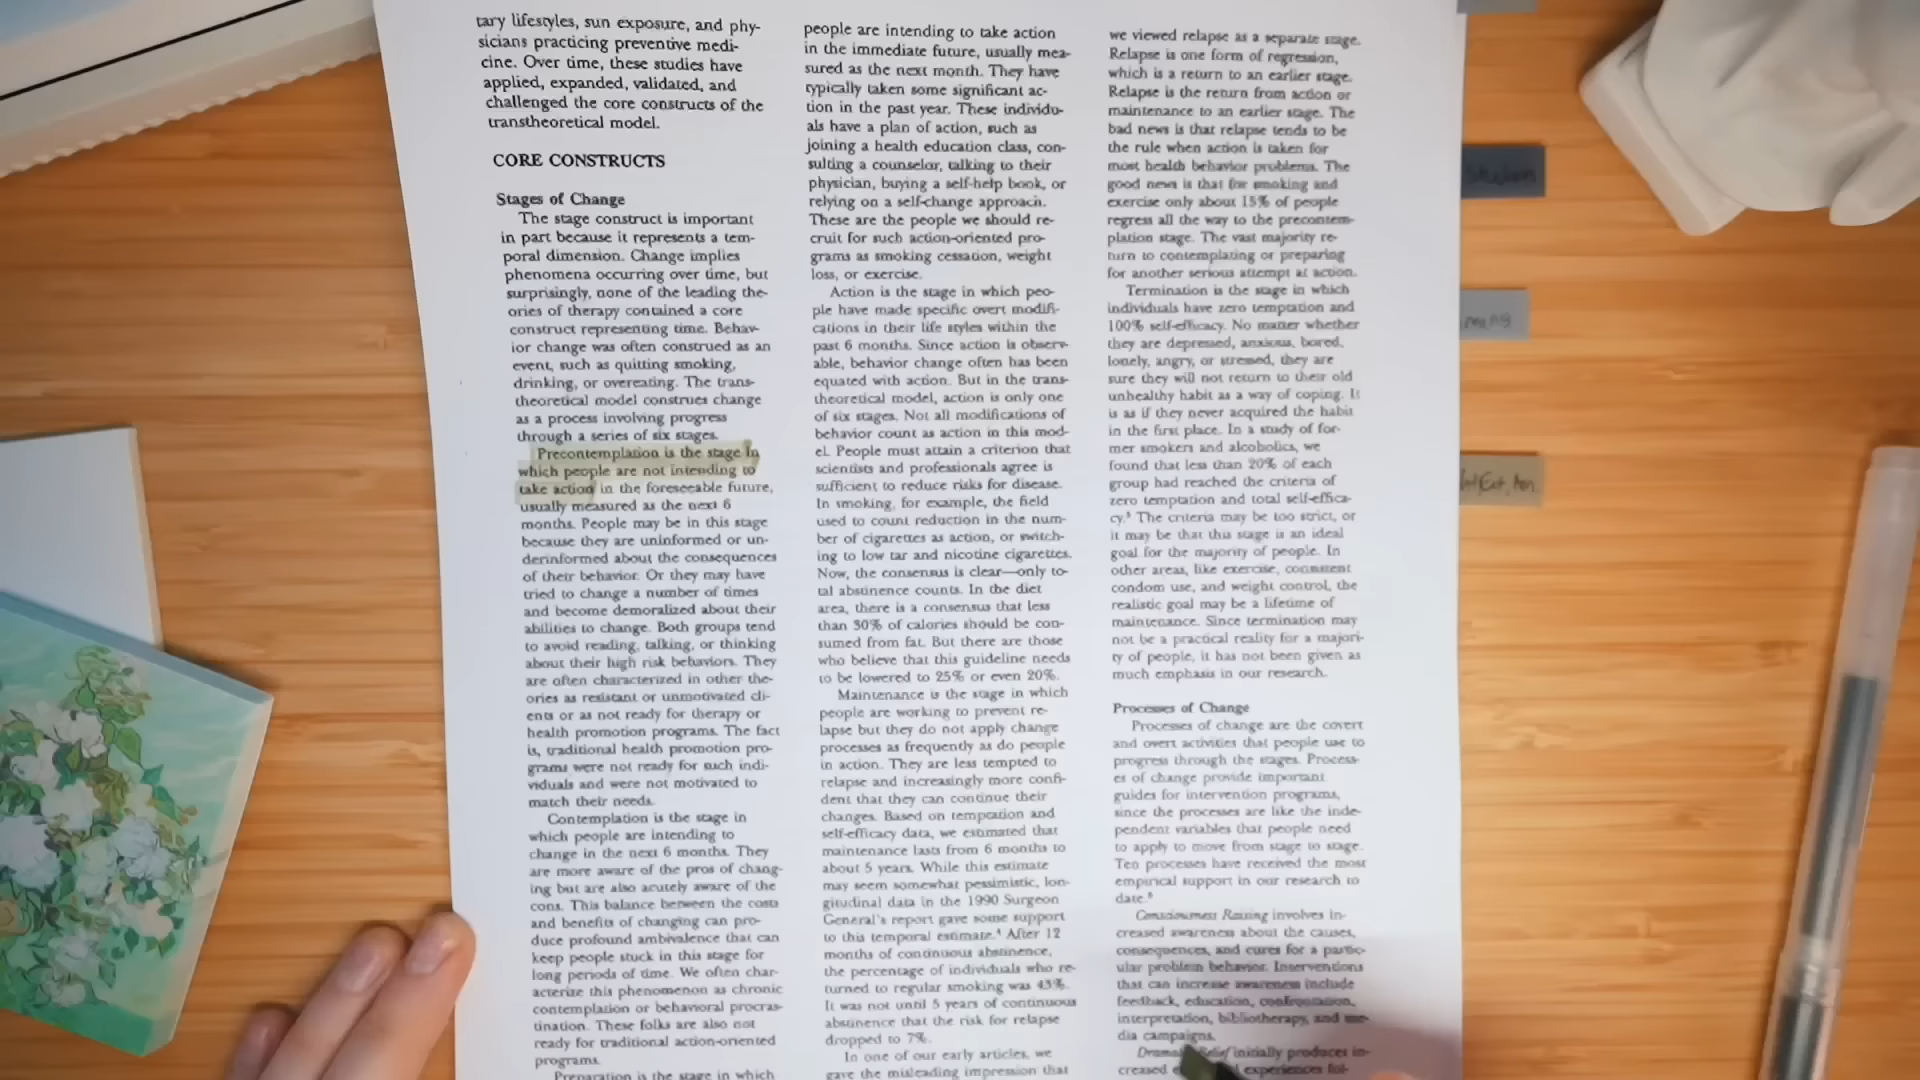 tary lifestyles, sun exposure, and phy-
sicians practicing preventive medi-
cine. Over time, these studies have
applied, expanded, validated, and
challenged the core constructs of the
transtheoretical model.
CORE CONSTRUCTS
Stages of Change
The stage construct is important
in part because it represents a tem-
poral dimension. Change implies
phenomena occurring over time, but
surprisingly, none of the leading the-
ories of therapy contained a core
construct representing time. Behav-
ior change was often construed as an
event, such as quitting smoking,
drinking, or overeating. The trans-
theoretical model construes change
as a process involving progress
through a series of six stages.
Precontemplation is the stage in
which people are not intending to
take action in the foreseeable future,
usually measured as the next 6
months. People may be in this stage
because they are uninformed or un-
derinformed about the consequences
of their behavior. Or they may have
tried to change a number of times
and become demoralized about their
abilities to change. Both groups tend
to avoid reading, talking, or thinking
about their high risk behaviors. They
are often characterized in other the-
ories as resistant or unmotivated cli-
ents or as not ready for therapy or
health promotion programs. The fact
is, traditional health promotion pro-
grams were not ready for such indi-
viduals and were not motivated to
match their needs.
Contemplation is the stage in
which people are intending to
change in the next 6 months. They
are more aware of the pros of chang-
ing but are also acutely aware of the
cons. This balance between the costs
and benefits of changing can pro-
duce profound ambivalence that can
keep people stuck in this stage for
long periods of time. We often char-
acterize this phenomenon as chronic
contemplation or behavioral procras-
tination. These folks are also not
ready for traditional action-oriented
programs.
Preparation is the stage in which
people are intending to take action
in the immediate future, usually mea-
sured as the next month. They have
typically taken some significant ac-
tion in the past year. These individu-
als have a plan of action, such as
joining a health education class, con-
sulting a counselor, talking to their
physician, buying a self-help book, or
relying on a self-change approach.
These are the people we should re-
cruit for such action-oriented pro-
grams as smoking cessation, weight
loss, or exercise.
Action is the stage in which peo-
ple have made specific overt modifi-
cations in their life styles within the
past 6 months. Since action is observ-
able, behavior change often has been
equated with action. But in the trans-
theoretical model, action is only one
of six stages. Not all modifications of
behavior count as action in this mod-
el. People must attain a criterion that
scientists and professionals agree is
sufficient to reduce risks for disease.
In smoking, for example, the field
used to count reduction in the num-
ber of cigarettes as action, or switch-
ing to low tar and nicotine cigarettes.
Now, the consensus is clear—only to-
tal abstinence counts. In the diet
area, there is a consensus that less
than 30% of calories should be con-
sumed from fat. But there are those
who believe that this guideline needs
to be lowered to 25% or even 20%.
Maintenance is the stage in which
people are working to prevent re-
lapse but they do not apply change
processes as frequently as do people
in action. They are less tempted to
relapse and increasingly more confi-
dent that they can continue their
changes. Based on temptation and
self-efficacy data, we estimated that
maintenance lasts from 6 months to
about 5 years. While this estimate
may seem somewhat pessimistic, lon-
gitudinal data in the 1990 Surgeon
General's report gave some support
to this temporal estimate.⁴ After 12
months of continuous abstinence,
the percentage of individuals who re-
turned to regular smoking was 43%.
It was not until 5 years of continuous
abstinence that the risk for relapse
dropped to 7%.
In one of our early articles, we
gave the misleading impression that
we viewed relapse as a separate stage.
Relapse is one form of regression,
which is a return to an earlier stage.
Relapse is the return from action or
maintenance to an earlier stage. The
bad news is that relapse tends to be
the rule when action is taken for
most health behavior problems. The
good news is that for smoking and
exercise only about 15% of people
regress all the way to the precontem-
plation stage. The vast majority re-
turn to contemplating or preparing
for another serious attempt at action.
Termination is the stage in which
individuals have zero temptation and
100% self-efficacy. No matter whether
they are depressed, anxious, bored,
lonely, angry, or stressed, they are
sure they will not return to their old
unhealthy habit as a way of coping. It
is as if they never acquired the habit
in the first place. In a study of for-
mer smokers and alcoholics, we
found that less than 20% of each
group had reached the criteria of
zero temptation and total self-effica-
cy.⁵ The criteria may be too strict, or
it may be that this stage is an ideal
goal for the majority of people. In
other areas, like exercise, consistent
condom use, and weight control, the
realistic goal may be a lifetime of
maintenance. Since termination may
not be a practical reality for a majori-
ty of people, it has not been given as
much emphasis in our research.
Processes of Change
Processes of change are the covert
and overt activities that people use to
progress through the stages. Process-
es of change provide important
guides for intervention programs,
since the processes are like the inde-
pendent variables that people need
to apply to move from stage to stage.
Ten processes have received the most
empirical support in our research to
date.⁶
Consciousness Raising involves in-
creased awareness about the causes,
consequences, and cures for a partic-
ular problem behavior. Interventions
that can increase awareness include
feedback, education, confrontation,
interpretation, bibliotherapy, and me-
dia campaigns.
Relief initially produces in-
creased experiences fol-